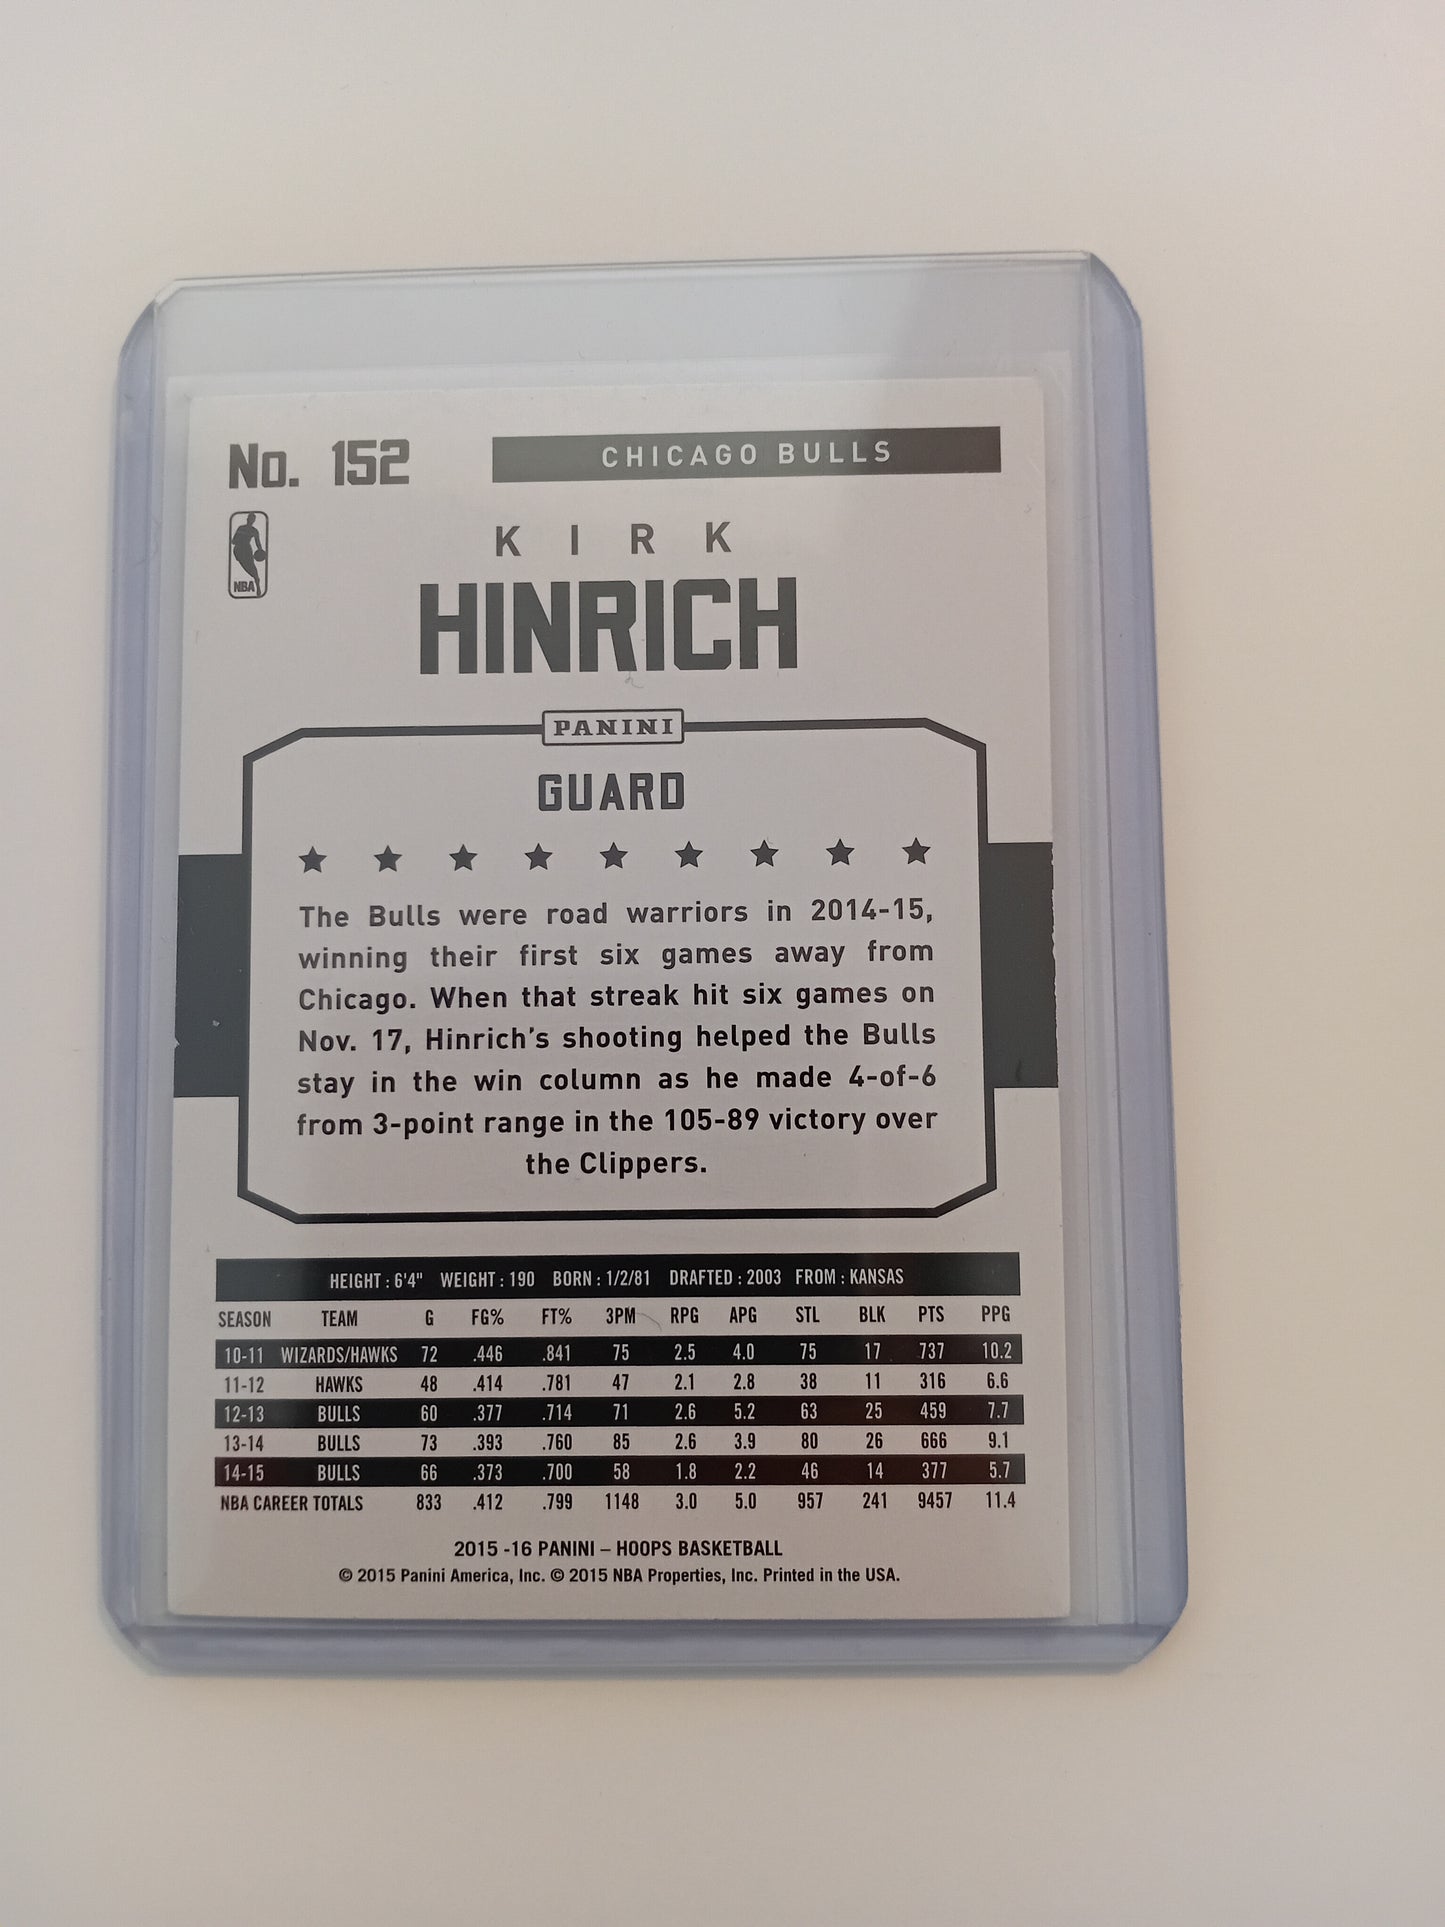 No. 152
CHICAGO BULLS
NBA
KIRK
HINRICH
PANINI
GUARD
The Bulls were road warriors in 2014-15,
winning their first six games away from
Chicago. When that streak hit six games on
Nov. 17, Hinrich's shooting helped the Bulls
stay in the win column as he made 4-of-6
from 3-point range in the 105-89 victory over
the Clippers.
HEIGHT : 6'4" WEIGHT : 190 BORN : 1/2/81 DRAFTED : 2003 FROM : KANSAS
SEASON TEAM G FG% FT% 3PM RPG APG STL BLK PTS PPG
10-11 WIZARDS/HAWKS 72 .446 .841 75 2.5 4.0 75 17 737 10.2
11-12 HAWKS 48 .414 .781 47 2.1 2.8 38 11 316 6.6
12-13 BULLS 60 .377 .714 71 2.6 5.2 63 25 459 7.7
13-14 BULLS 73 .393 .760 85 2.6 3.9 80 26 666 9.1
14-15 BULLS 66 .373 .700 58 1.8 2.2 46 14 377 5.7
NBA CAREER TOTALS 833 .412 .799 1148 3.0 5.0 957 241 9457 11.4
2015 -16 PANINI – HOOPS BASKETBALL
© 2015 Panini America, Inc. © 2015 NBA Properties, Inc. Printed in the USA.